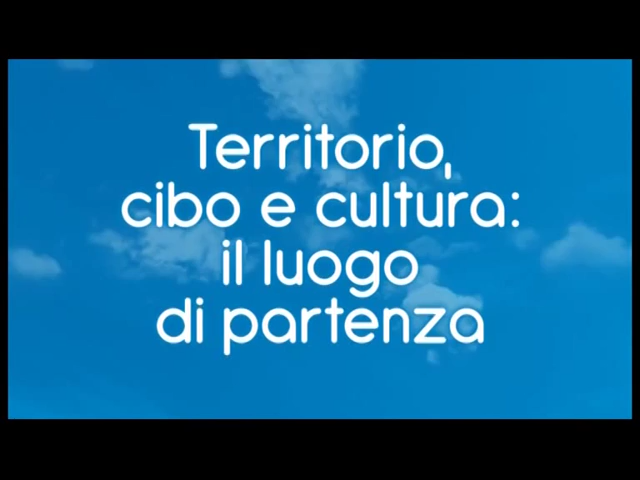 Territorio,
cibo e cultura:
il luogo
di partenza